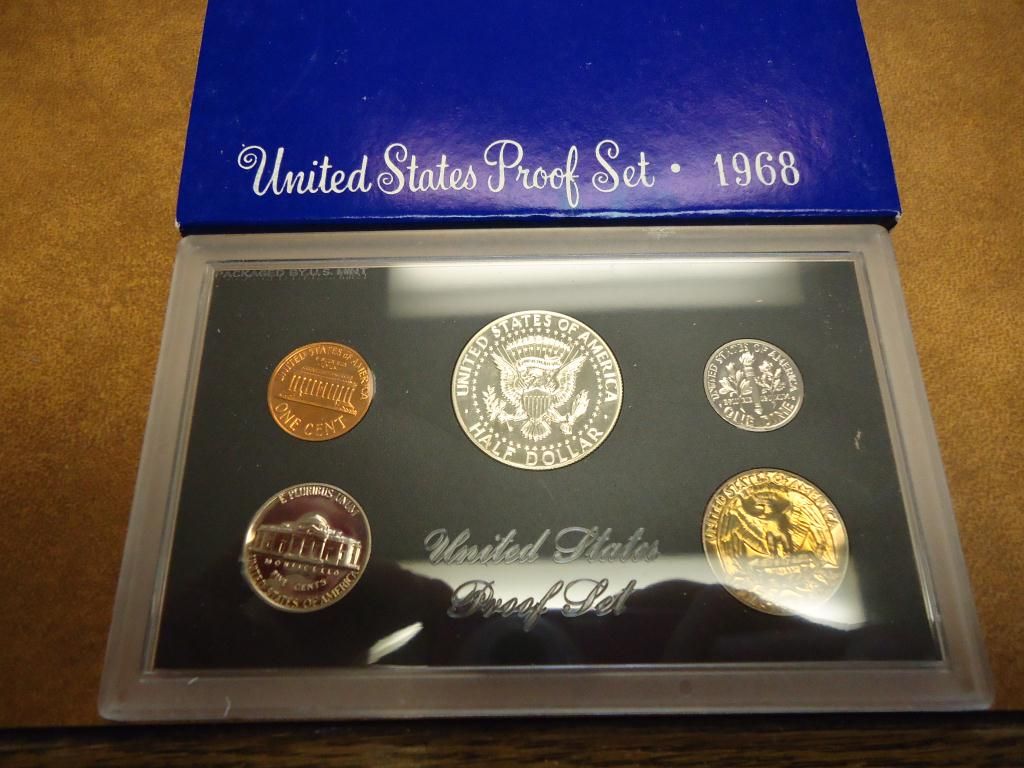 United States Proof Set · 1968
PACKAGED BY U.S. MINT
UNITED STATES OF AMERICA
ONE CENT
UNITED STATES OF AMERICA
HALF DOLLAR
UNITED STATES OF AMERICA
ONE DIME
E PLURIBUS UNUM
MONTICELLO
FIVE CENTS
UNITED STATES OF AMERICA
United States
Proof Set
UNITED STATES OF AMERICA